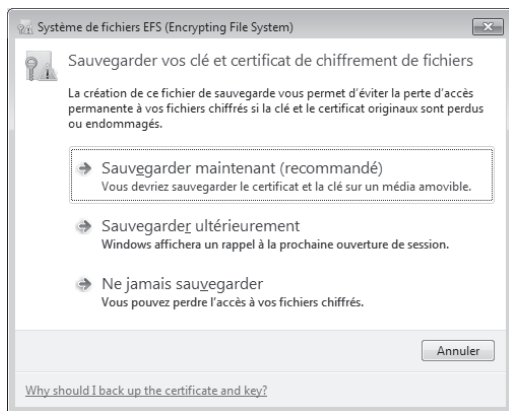 Système de fichiers EFS (Encrypting File System)
Sauvegarder vos clé et certificat de chiffrement de fichiers
La création de ce fichier de sauvegarde vous permet d'éviter la perte d'accès
permanente à vos fichiers chiffrés si la clé et le certificat originaux sont perdus
ou endommagés.
Sauvegarder maintenant (recommandé)
Vous devriez sauvegarder le certificat et la clé sur un média amovible.
Sauvegarder ultérieurement
Windows affichera un rappel à la prochaine ouverture de session.
Ne jamais sauvegarder
Vous pouvez perdre l'accès à vos fichiers chiffrés.
Annuler
Why should I back up the certificate and key?